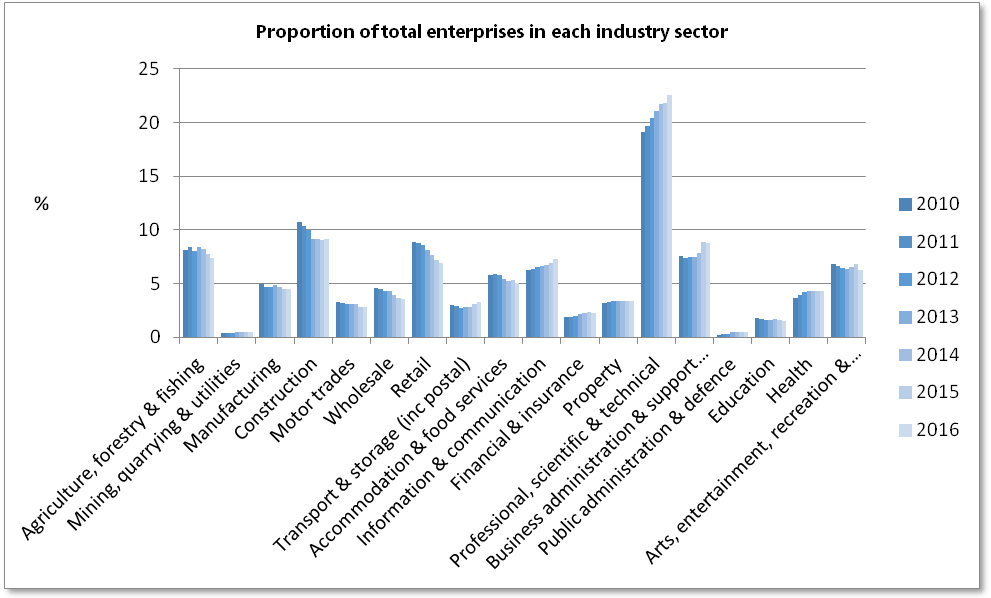 Proportion of total enterprises in each industry sector
25
20
15
10
5
0
%
Agriculture, forestry & fishing
Mining, quarrying & utilities
Manufacturing
Construction
Motor trades
Wholesale
Retail
Transport & storage (inc postal)
Accommodation & food services
Information & communication
Financial & insurance
Property
Professional, scientific & technical
Business administration & support...
Public administration & defence
Education
Health
Arts, entertainment, recreation &...
2010
2011
2012
2013
2014
2015
2016